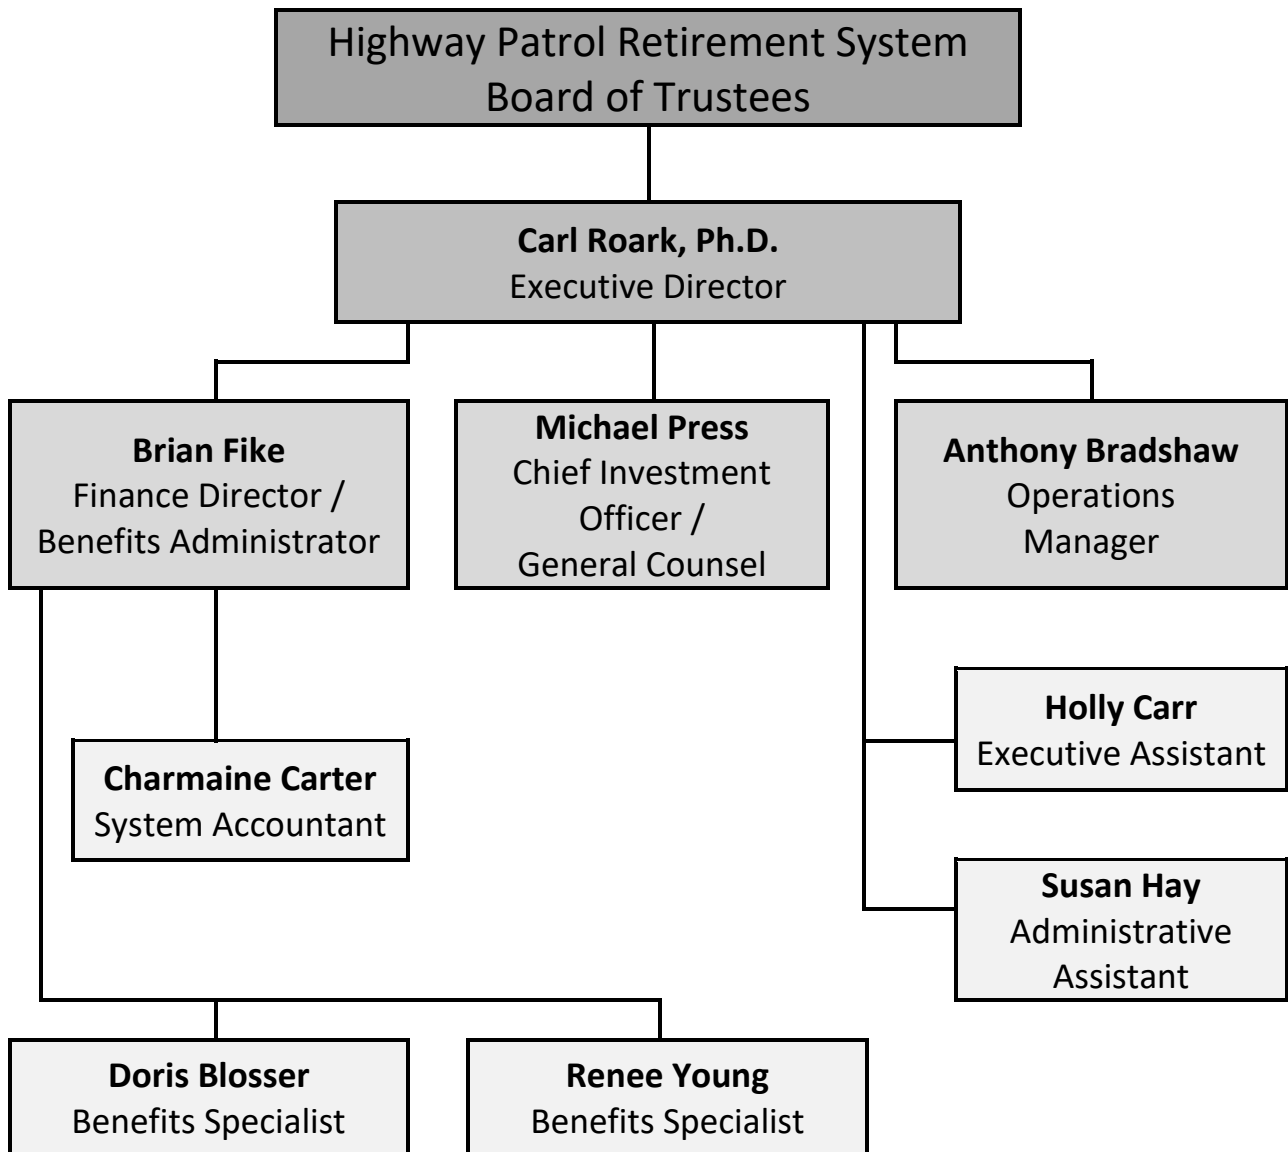 Highway Patrol Retirement System
Board of Trustees
Carl Roark, Ph.D.
Executive Director
Brian Fike
Finance Director /
Benefits Administrator
Michael Press
Chief Investment
Officer /
General Counsel
Anthony Bradshaw
Operations
Manager
Holly Carr
Executive Assistant
Charmaine Carter
System Accountant
Susan Hay
Administrative
Assistant
Doris Blosser
Benefits Specialist
Renee Young
Benefits Specialist